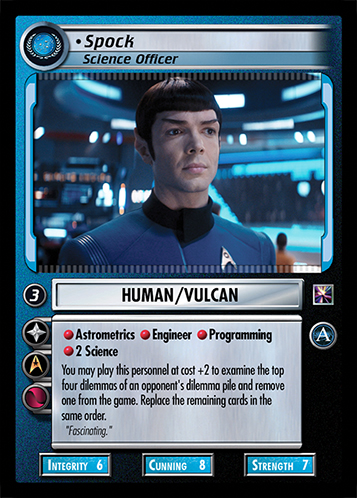 • Spock
Science Officer
3
HUMAN/VULCAN
A
• Astrometrics • Engineer • Programming
• 2 Science
You may play this personnel at cost +2 to examine the top
four dilemmas of an opponent's dilemma pile and remove
one from the game. Replace the remaining cards in the
same order.
"Fascinating."
INTEGRITY 6 CUNNING 8 STRENGTH 7